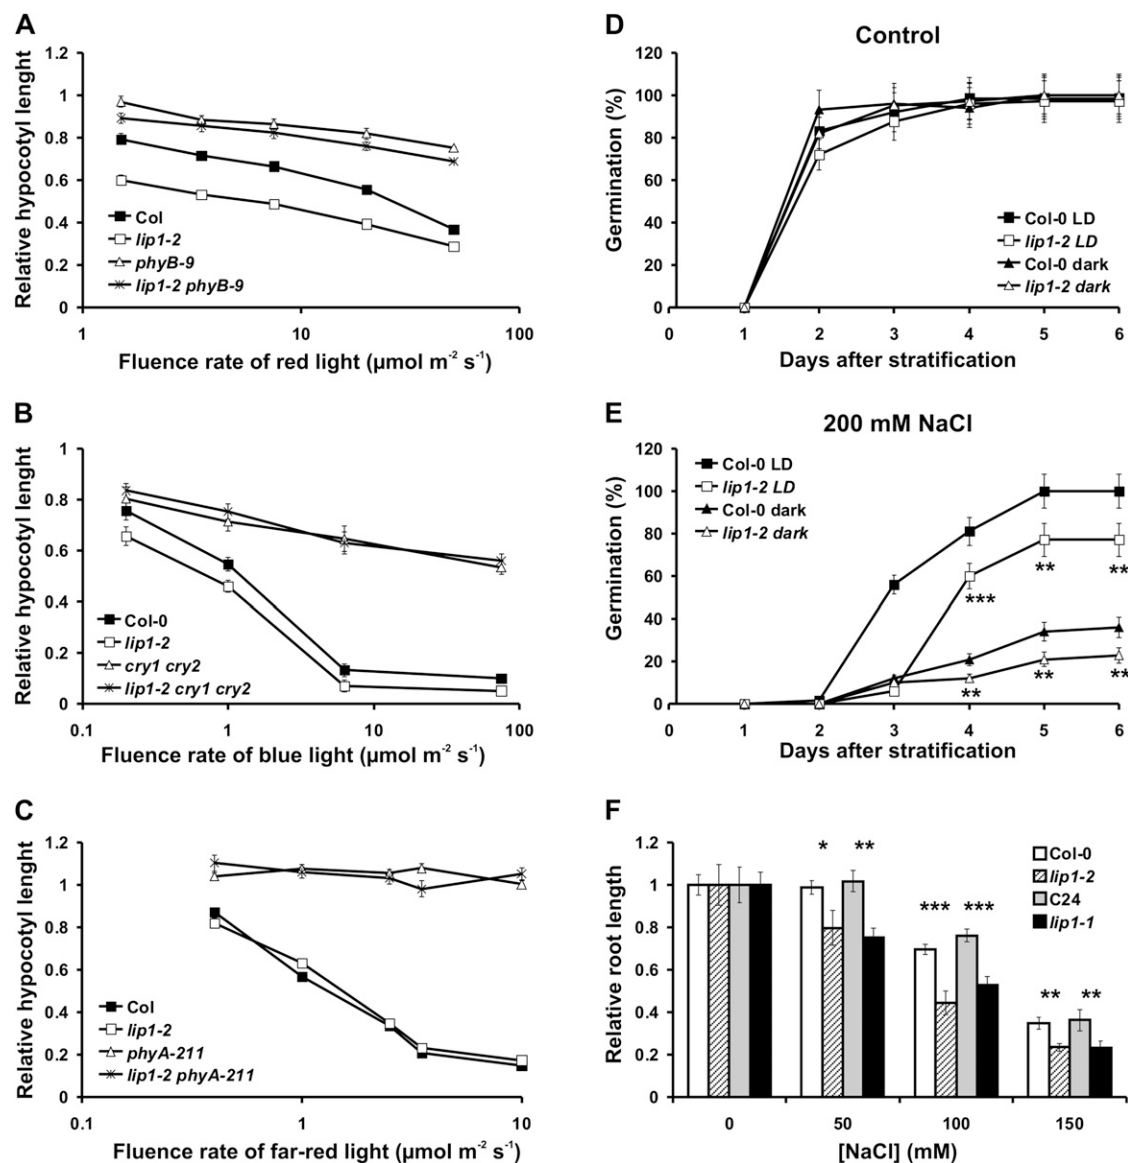 A
Relative hypocotyl lenght
1.2
1
0.8
0.6
0.4
0.2
0
Col
lip1-2
phyB-9
lip1-2 phyB-9
1
10
100
Fluence rate of red light (µmol m⁻² s⁻¹)
B
Relative hypocotyl lenght
1
0.8
0.6
0.4
0.2
0
Col-0
lip1-2
cry1 cry2
lip1-2 cry1 cry2
0.1
1
10
100
Fluence rate of blue light (µmol m⁻² s⁻¹)
C
Relative hypocotyl lenght
1.2
1
0.8
0.6
0.4
0.2
0
Col
lip1-2
phyA-211
lip1-2 phyA-211
0.1
1
10
Fluence rate of far-red light (µmol m⁻² s⁻¹)
D
Control
Germination (%)
120
100
80
60
40
20
0
Col-0 LD
lip1-2 LD
Col-0 dark
lip1-2 dark
0 1 2 3 4 5 6
Days after stratification
E
200 mM NaCl
Germination (%)
120
100
80
60
40
20
0
Col-0 LD
lip1-2 LD
Col-0 dark
lip1-2 dark
*** ** **
** ** **
0 1 2 3 4 5 6
Days after stratification
F
Relative root length
1.2
1
0.8
0.6
0.4
0.2
0
* **
*** ***
** **
Col-0
lip1-2
C24
lip1-1
0 50 100 150
[NaCl] (mM)